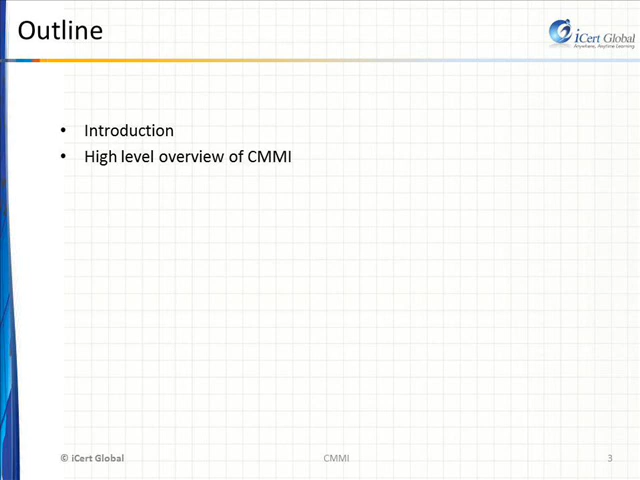 Outline
iCert Global
Anywhere, Anytime Learning
• Introduction
• High level overview of CMMI
© iCert Global
CMMI
3